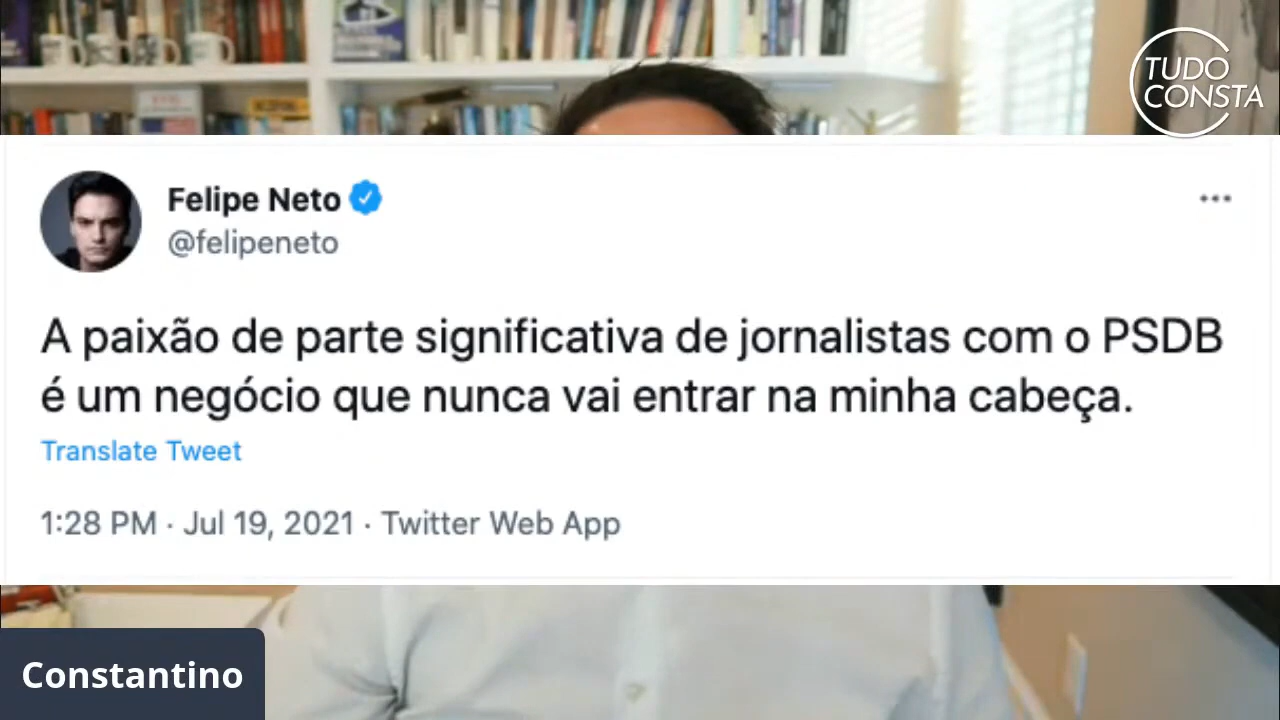 TUDO
CONSTA
Felipe Neto
@felipeneto
A paixão de parte significativa de jornalistas com o PSDB
é um negócio que nunca vai entrar na minha cabeça.
Translate Tweet
1:28 PM · Jul 19, 2021 · Twitter Web App
Constantino